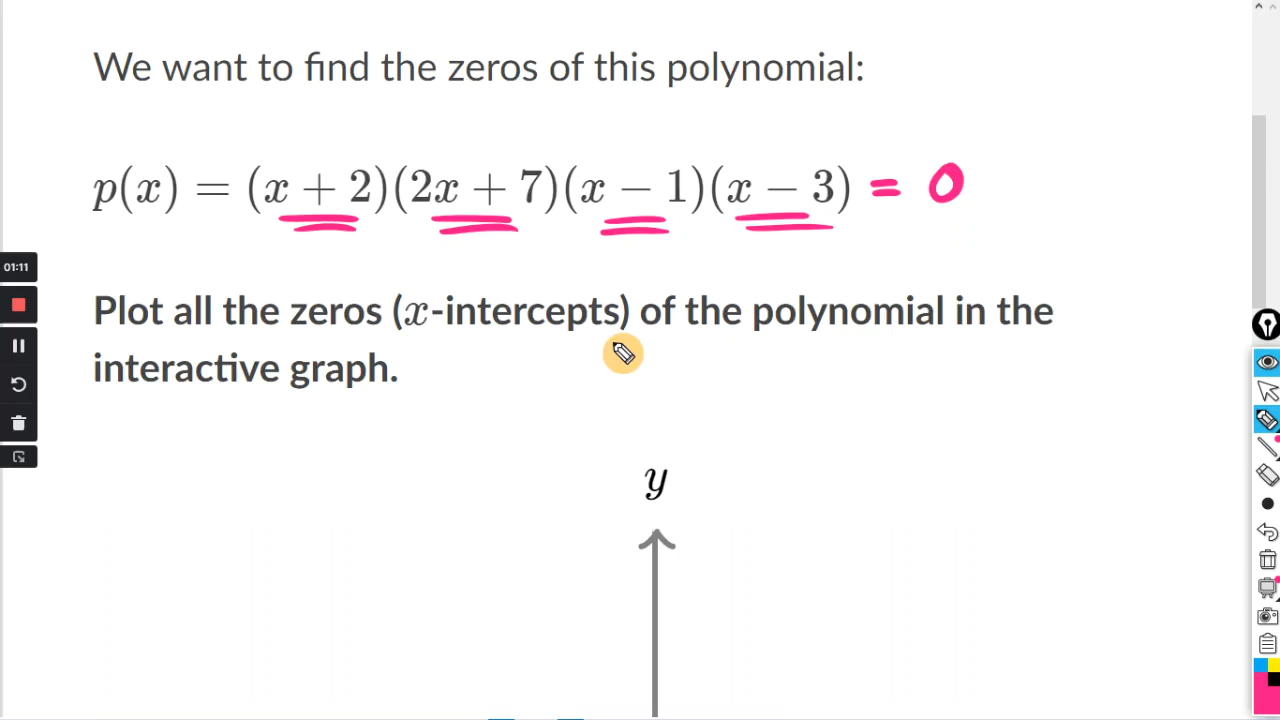 We want to find the zeros of this polynomial:
p(x) = (x + 2)(2x + 7)(x − 1)(x − 3) = 0
01:11
Plot all the zeros (x-intercepts) of the polynomial in the
interactive graph.
y